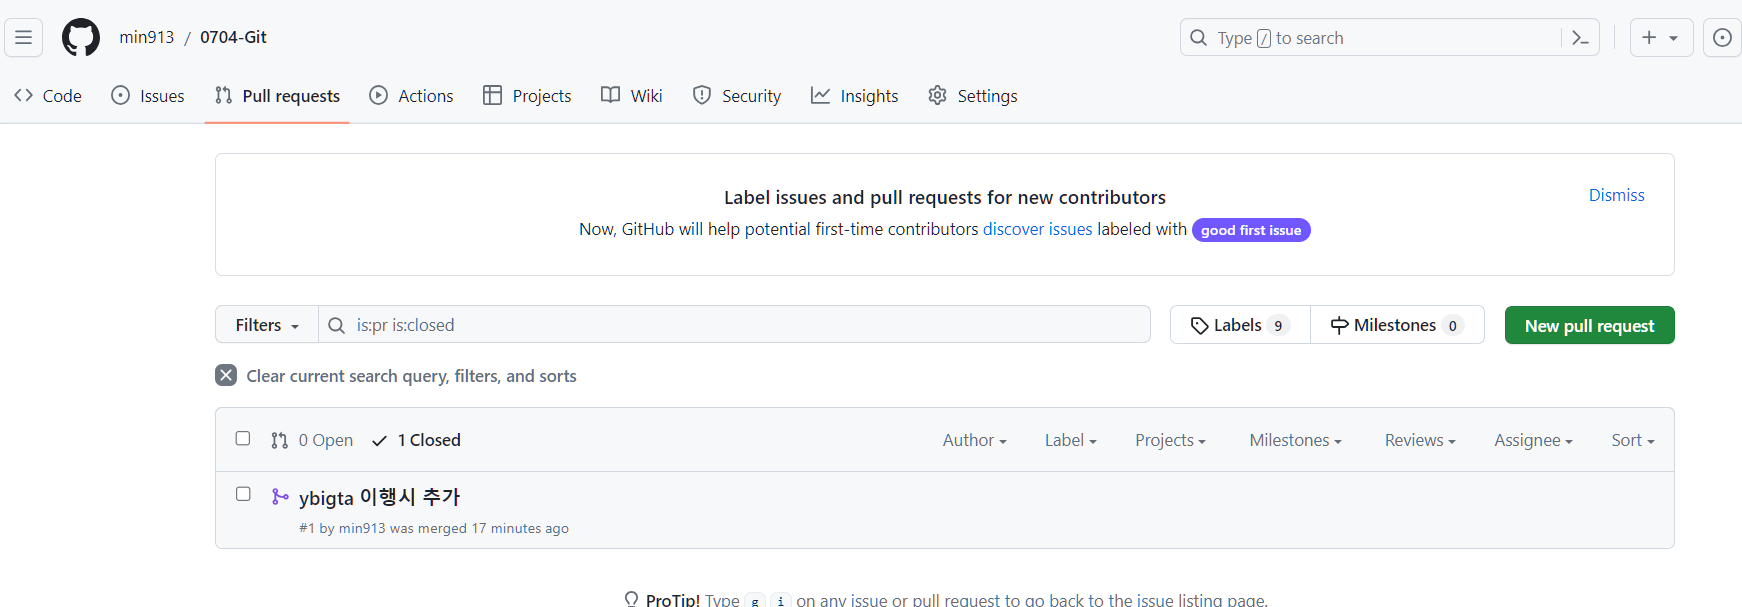 min913 / 0704-Git
Type / to search
Code Issues Pull requests Actions Projects Wiki Security Insights Settings
Label issues and pull requests for new contributors
Dismiss
Now, GitHub will help potential first-time contributors discover issues labeled with good first issue
Filters is:pr is:closed Labels 9 Milestones 0 New pull request
Clear current search query, filters, and sorts
0 Open 1 Closed Author Label Projects Milestones Reviews Assignee Sort
ybigta 이행시 추가
#1 by min913 was merged 17 minutes ago
ProTip! Type g i on any issue or pull request to go back to the issue listing page.